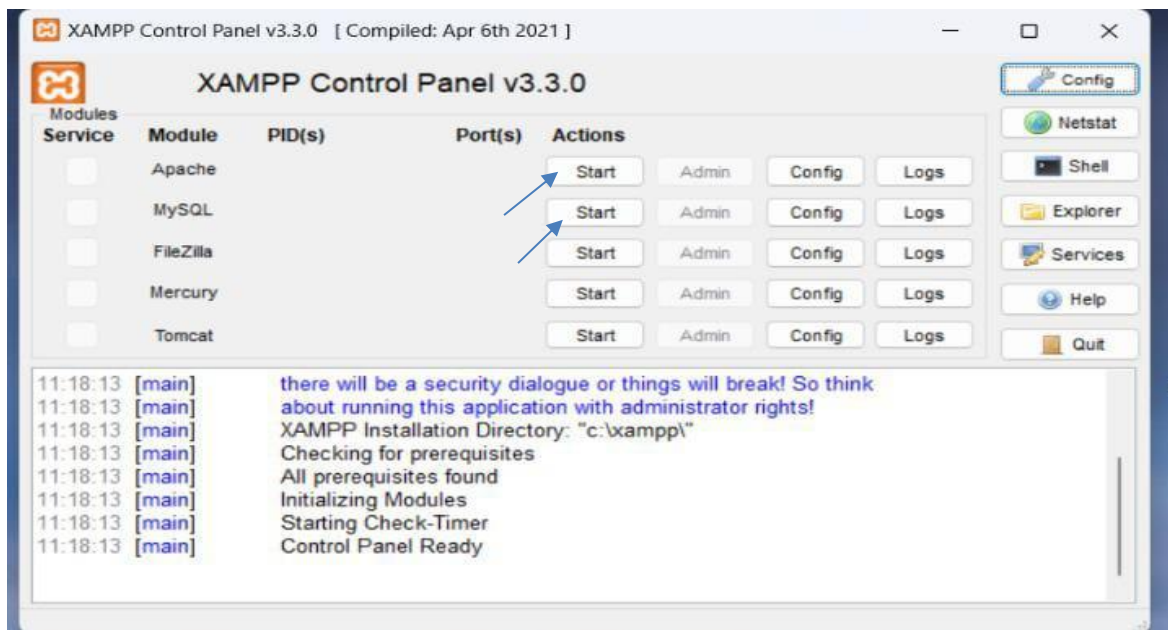 XAMPP Control Panel v3.3.0 [ Compiled: Apr 6th 2021 ]
XAMPP Control Panel v3.3.0
Config
Modules
Service Module PID(s) Port(s) Actions
Netstat
Apache Start Admin Config Logs
Shell
MySQL Start Admin Config Logs
Explorer
FileZilla Start Admin Config Logs
Services
Mercury Start Admin Config Logs
Help
Tomcat Start Admin Config Logs
Quit
11:18:13 [main] there will be a security dialogue or things will break! So think
11:18:13 [main] about running this application with administrator rights!
11:18:13 [main] XAMPP Installation Directory: "c:\xampp\"
11:18:13 [main] Checking for prerequisites
11:18:13 [main] All prerequisites found
11:18:13 [main] Initializing Modules
11:18:13 [main] Starting Check-Timer
11:18:13 [main] Control Panel Ready